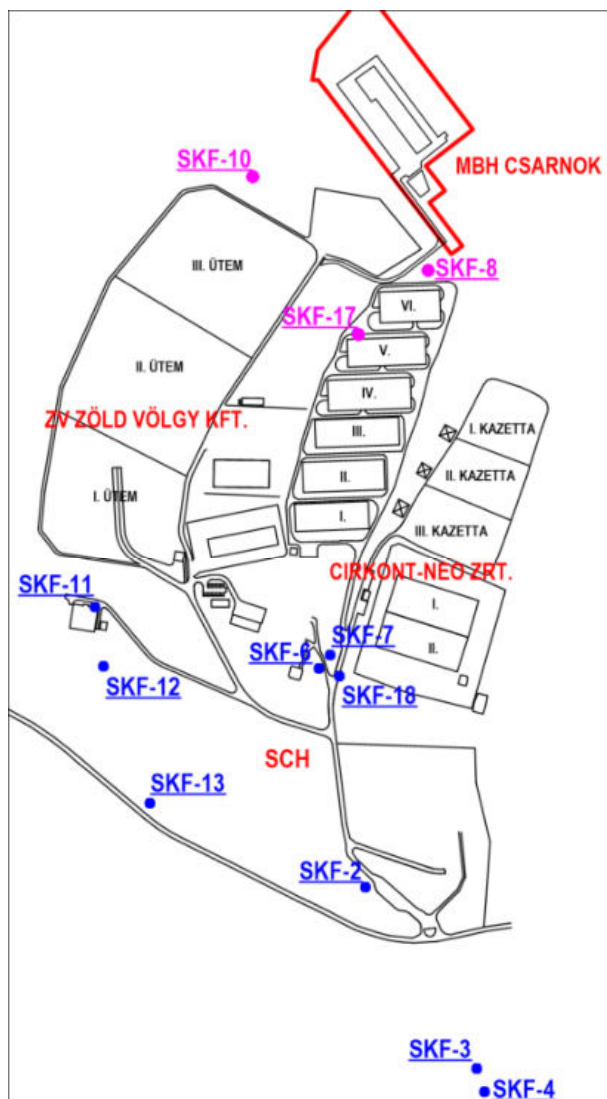 SKF-10
MBH CSARNOK
III. ÜTEM
SKF-8
SKF-17
VI.
V.
II. ÜTEM
IV.
ZV ZÖLD VÖLGY KFT.
I. KAZETTA
III.
II.
II. KAZETTA
I. ÜTEM
I.
III. KAZETTA
CIRKONT-NEO ZRT.
SKF-11
I.
SKF-7
II.
SKF-6
SKF-12
SKF-18
SCH
SKF-13
SKF-2
SKF-3
SKF-4